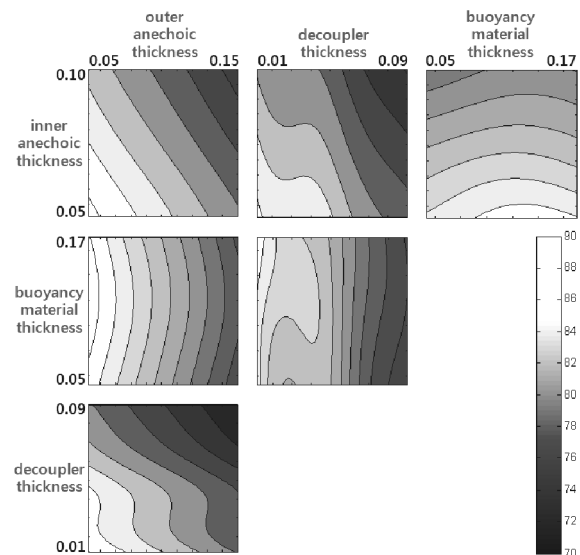 outer
anechoic
thickness
0.05 0.15
decoupler
thickness
0.01 0.09
buoyancy
material
thickness
0.05 0.17
0.10
inner
anechoic
thickness
0.05
0.17
buoyancy
material
thickness
0.05
0.09
decoupler
thickness
0.01
90
88
86
84
82
80
78
76
74
72
70